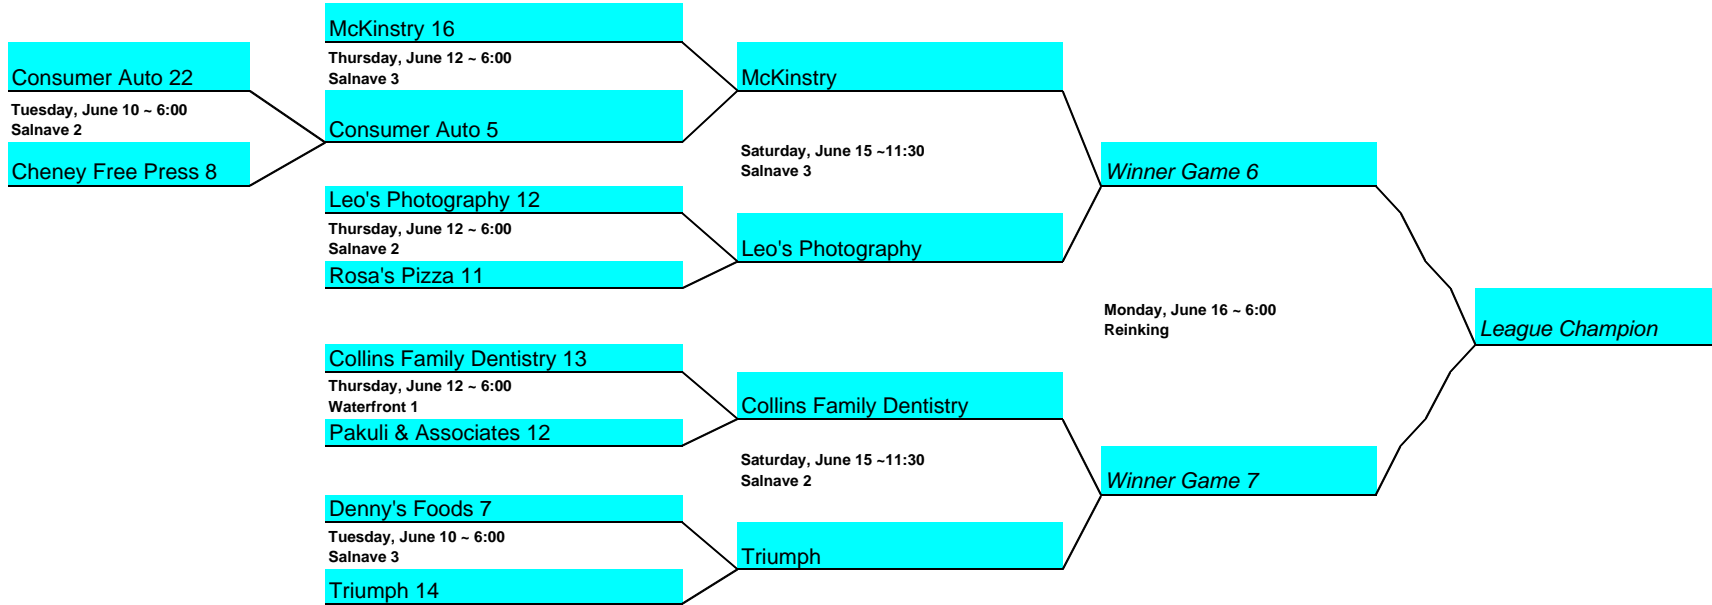 Consumer Auto 22
Tuesday, June 10 ~ 6:00
Salnave 2
Cheney Free Press 8
McKinstry 16
Thursday, June 12 ~ 6:00
Salnave 3
Consumer Auto 5
Leo's Photography 12
Thursday, June 12 ~ 6:00
Salnave 2
Rosa's Pizza 11
Collins Family Dentistry 13
Thursday, June 12 ~ 6:00
Waterfront 1
Pakuli & Associates 12
Denny's Foods 7
Tuesday, June 10 ~ 6:00
Salnave 3
Triumph 14
McKinstry
Saturday, June 15 ~11:30
Salnave 3
Leo's Photography
Collins Family Dentistry
Saturday, June 15 ~11:30
Salnave 2
Triumph
Winner Game 6
Monday, June 16 ~ 6:00
Reinking
Winner Game 7
League Champion